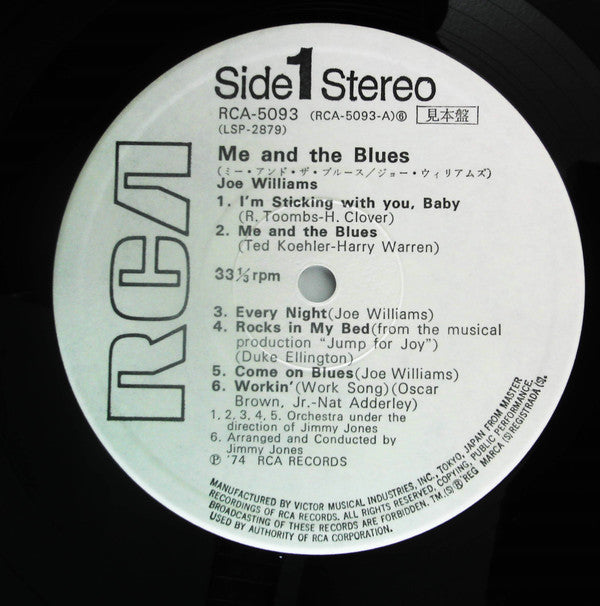 Side 1 Stereo
RCA-5093 (RCA-5093-A)⑥ 見本盤
(LSP-2879)
RCA
Me and the Blues
(ミー・アンド・ザ・ブルース/ジョー・ウィリアムズ)
Joe Williams
1. I'm Sticking with you, Baby
(R. Toombs-H. Clover)
2. Me and the Blues
(Ted Koehler-Harry Warren)
33⅓ rpm
3. Every Night(Joe Williams)
4. Rocks in My Bed(from the musical
production "Jump for Joy")
(Duke Ellington)
5. Come on Blues(Joe Williams)
6. Workin'(Work Song)(Oscar
Brown, Jr.-Nat Adderley)
1, 2, 3, 4, 5. Orchestra under the
direction of Jimmy Jones
6. Arranged and Conducted by
Jimmy Jones
Ⓟ '74 RCA RECORDS
MANUFACTURED BY VICTOR MUSICAL INDUSTRIES, INC., TOKYO, JAPAN FROM MASTER
RECORDINGS OF RCA RECORDS. ALL RIGHTS RESERVED, COPYING, PUBLIC PERFORMANCE,
BROADCASTING OF THESE RECORDS ARE FORBIDDEN. TM.(S)® REG MARCA (S) REGISTRADA (S).
USED BY AUTHORITY OF RCA CORPORATION.